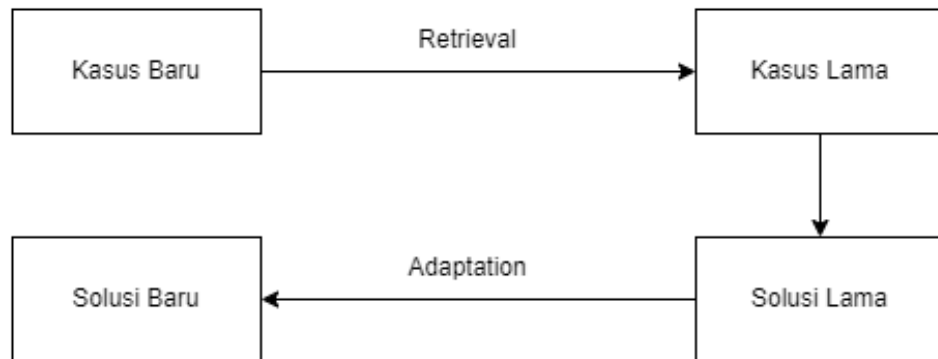 Retrieval
Kasus Baru
Kasus Lama
Adaptation
Solusi Baru
Solusi Lama